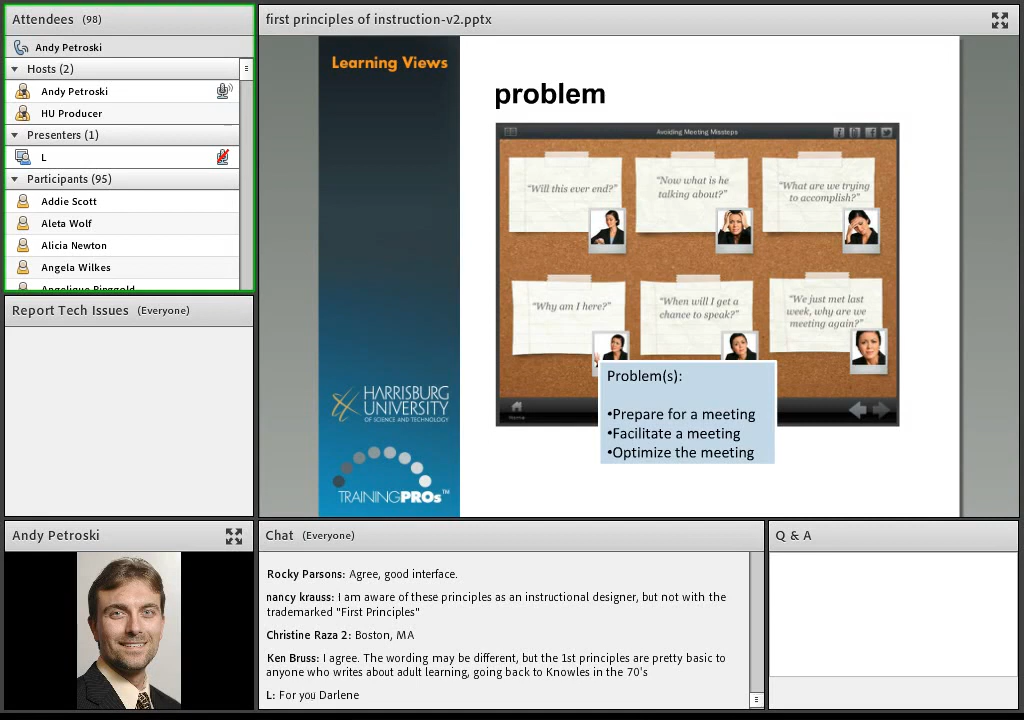 Attendees (98)
Andy Petroski
Hosts (2)
Andy Petroski
HU Producer
Presenters (1)
L
Participants (95)
Addie Scott
Aleta Wolf
Alicia Newton
Angela Wilkes
Angelique Ringgold
Report Tech Issues (Everyone)
Andy Petroski
first principles of instruction-v2.pptx
Learning Views
HARRISBURG
UNIVERSITY
OF SCIENCE AND TECHNOLOGY
TRAININGPROs™
problem
Avoiding Meeting Missteps
"Will this ever end?"
"Now what is he
talking about?"
"What are we trying
to accomplish?"
"Why am I here?"
"When will I get a
chance to speak?"
"We just met last
week, why are we
meeting again?"
Home
Problem(s):
•Prepare for a meeting
•Facilitate a meeting
•Optimize the meeting
Chat (Everyone)
Rocky Parsons: Agree, good interface.
nancy krauss: I am aware of these principles as an instructional designer, but not with the
trademarked "First Principles"
Christine Raza 2: Boston, MA
Ken Bruss: I agree. The wording may be different, but the 1st principles are pretty basic to
anyone who writes about adult learning, going back to Knowles in the 70's
L: For you Darlene
Q & A